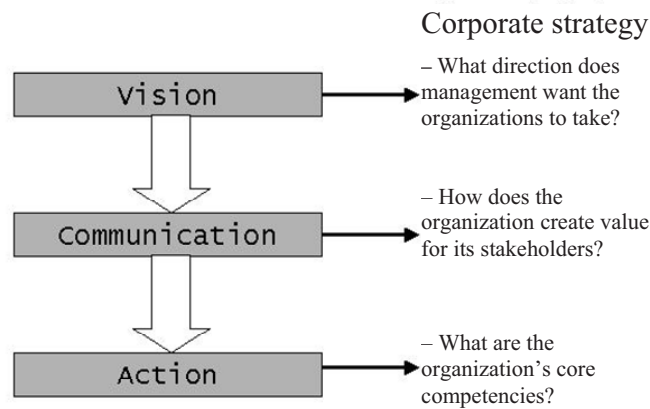 Corporate strategy
Vision
– What direction does
management want the
organizations to take?
Communication
– How does the
organization create value
for its stakeholders?
Action
– What are the
organization’s core
competencies?